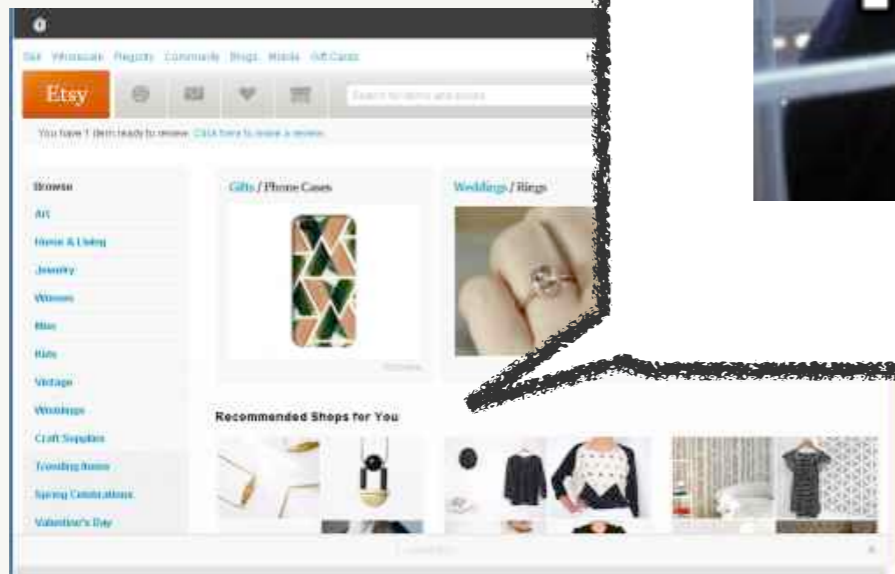 Sell Wholesale Registry Community Blogs Mobile Gift Cards
Etsy
Search for items and shops
You have 1 item ready to review. Click here to leave a review.
Browse
Art
Home & Living
Jewelry
Women
Men
Kids
Vintage
Weddings
Craft Supplies
Trending Items
Spring Celebrations
Valentine's Day
Gifts / Phone Cases
Weddings / Rings
Recommended Shops for You